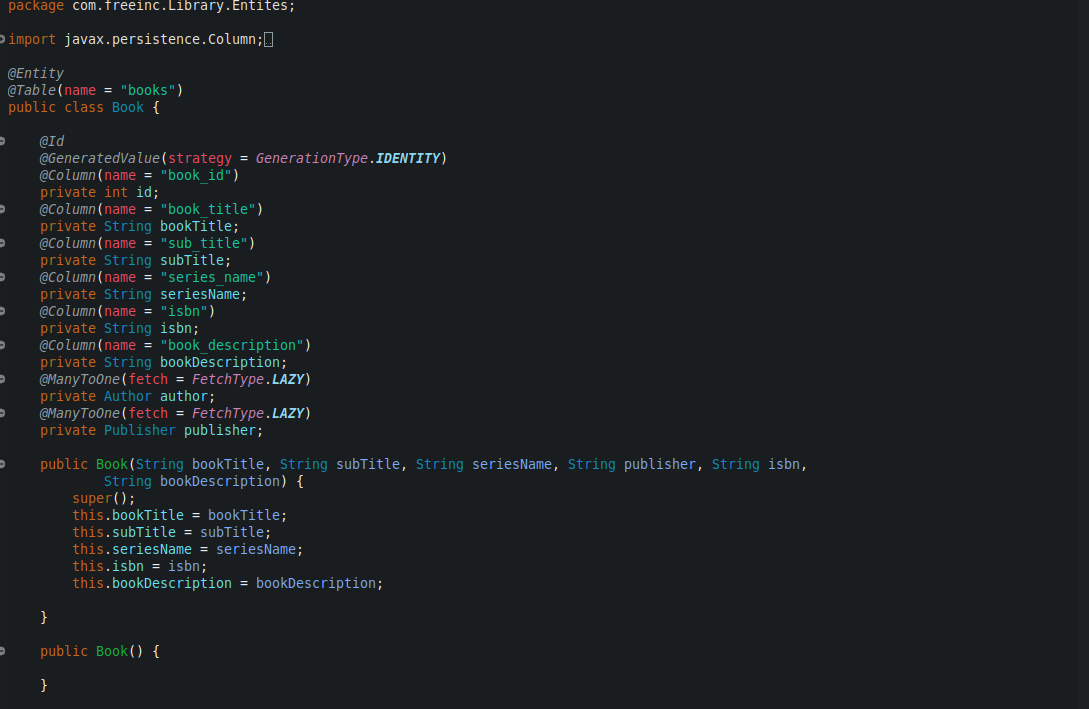 package com.freeinc.Library.Entites;
import javax.persistence.Column;
@Entity
@Table(name = "books")
public class Book {
@Id
@GeneratedValue(strategy = GenerationType.IDENTITY)
@Column(name = "book_id")
private int id;
@Column(name = "book_title")
private String bookTitle;
@Column(name = "sub_title")
private String subTitle;
@Column(name = "series_name")
private String seriesName;
@Column(name = "isbn")
private String isbn;
@Column(name = "book_description")
private String bookDescription;
@ManyToOne(fetch = FetchType.LAZY)
private Author author;
@ManyToOne(fetch = FetchType.LAZY)
private Publisher publisher;
public Book(String bookTitle, String subTitle, String seriesName, String publisher, String isbn,
String bookDescription) {
super();
this.bookTitle = bookTitle;
this.subTitle = subTitle;
this.seriesName = seriesName;
this.isbn = isbn;
this.bookDescription = bookDescription;
}
public Book() {
}